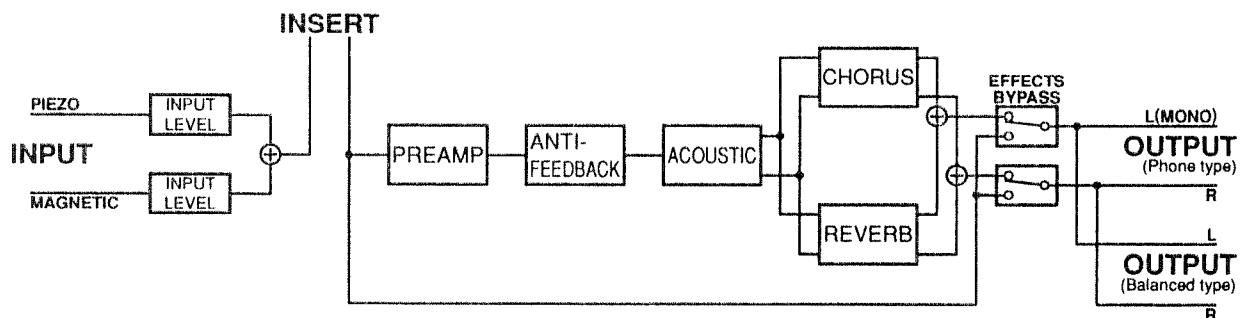 INSERT
PIEZO
INPUT
LEVEL
INPUT
MAGNETIC
INPUT
LEVEL
PREAMP
ANTI-
FEEDBACK
ACOUSTIC
CHORUS
REVERB
EFFECTS
BYPASS
L(MONO)
OUTPUT
(Phone type)
R
L
OUTPUT
(Balanced type)
R